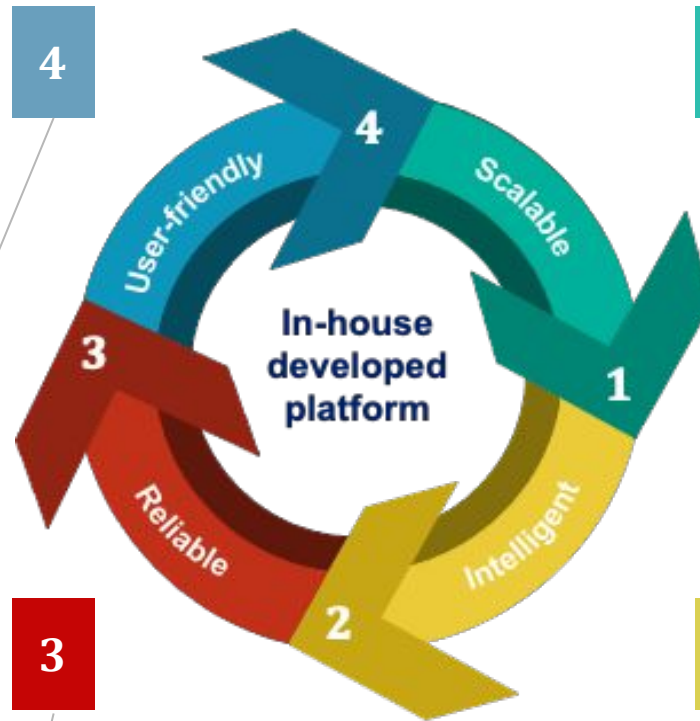 4
4
Scalable
User-friendly
In-house
developed
platform
3
1
Reliable
Intelligent
2
3